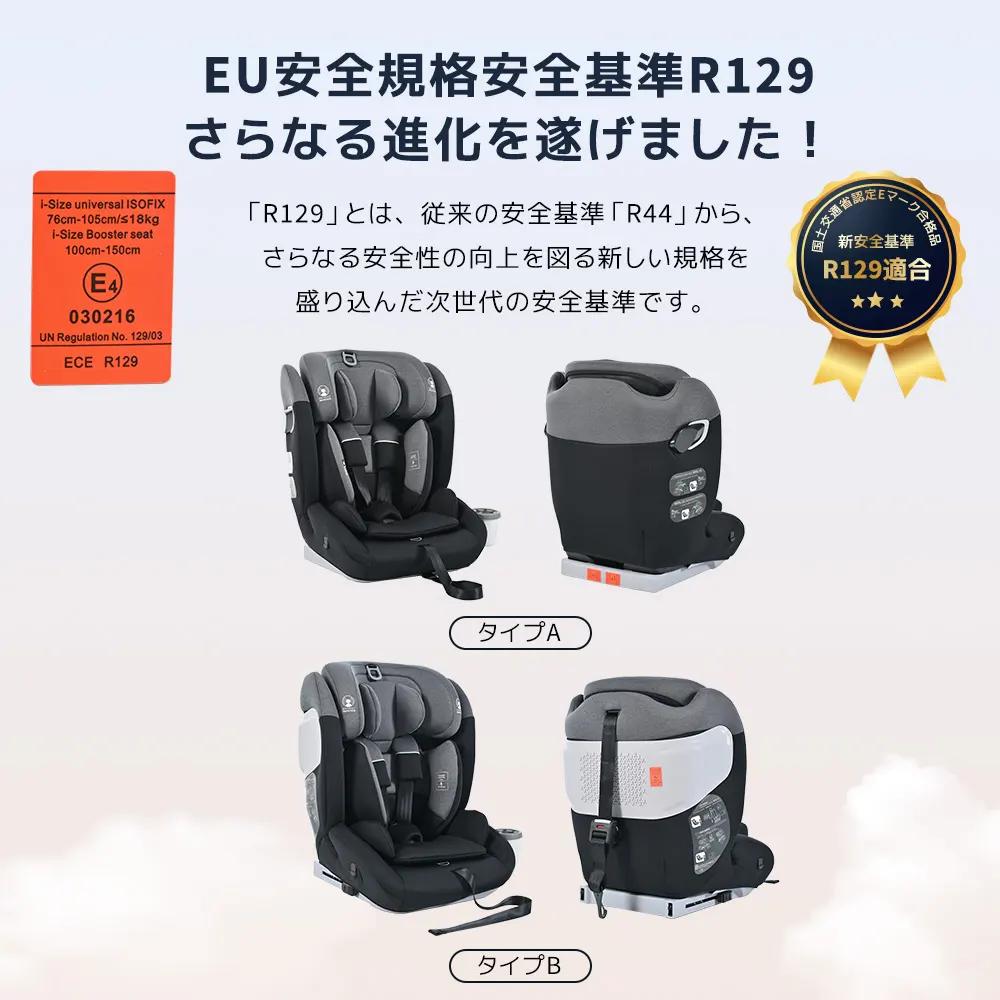 EU安全規格安全基準R129
さらなる進化を遂げました！
i-Size universal ISOFIX
76cm-105cm/≤18kg
i-Size Booster seat
100cm-150cm
E4
030216
UN Regulation No. 129/03
ECE R129
「R129」とは、従来の安全基準「R44」から、
さらなる安全性の向上を図る新しい規格を
盛り込んだ次世代の安全基準です。
国土交通省認定Eマーク合格品
新安全基準
R129適合
タイプA
タイプB